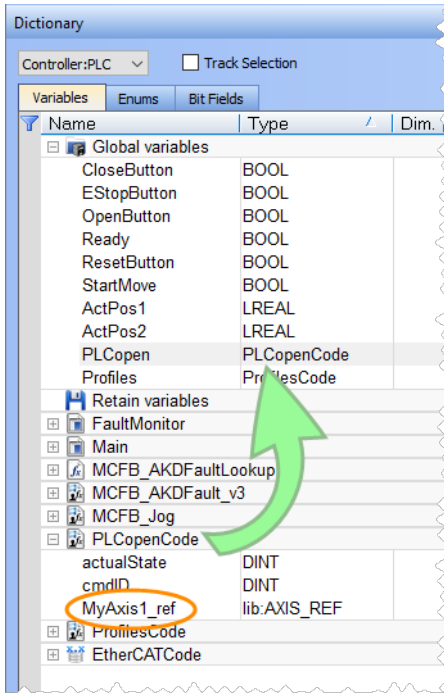 Dictionary
Controller:PLC Track Selection
Variables Enums Bit Fields
Name Type Dim.
Global variables
CloseButton BOOL
EStopButton BOOL
OpenButton BOOL
Ready BOOL
ResetButton BOOL
StartMove BOOL
ActPos1 LREAL
ActPos2 LREAL
PLCopen PLCopenCode
Profiles ProfilesCode
Retain variables
FaultMonitor
Main
MCFB_AKDFaultLookup
MCFB_AKDFault_v3
MCFB_Jog
PLCopenCode
actualState DINT
cmdID DINT
MyAxis1_ref lib:AXIS_REF
ProfilesCode
EtherCATCode